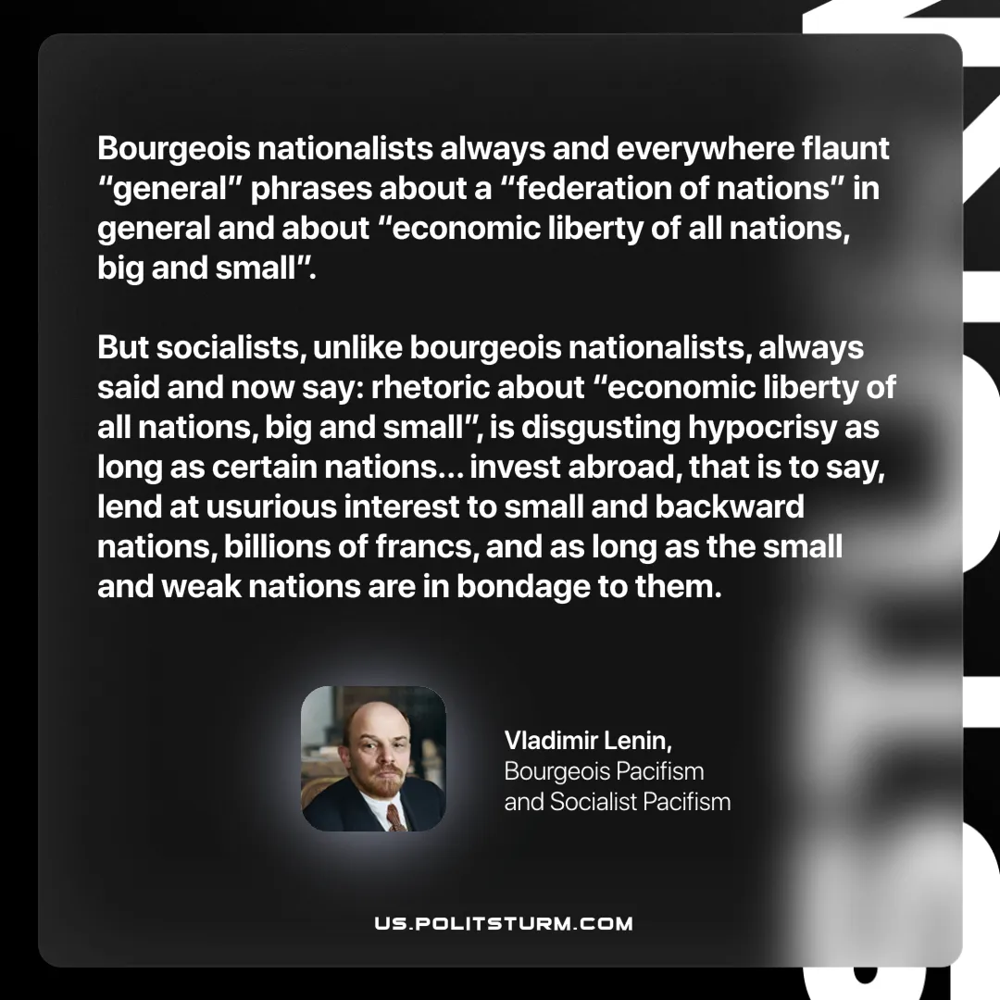 Bourgeois nationalists always and everywhere flaunt
“general” phrases about a “federation of nations” in
general and about “economic liberty of all nations,
big and small”.
But socialists, unlike bourgeois nationalists, always
said and now say: rhetoric about “economic liberty of
all nations, big and small”, is disgusting hypocrisy as
long as certain nations... invest abroad, that is to say,
lend at usurious interest to small and backward
nations, billions of francs, and as long as the small
and weak nations are in bondage to them.
Vladimir Lenin,
Bourgeois Pacifism
and Socialist Pacifism
US.POLITSTURM.COM